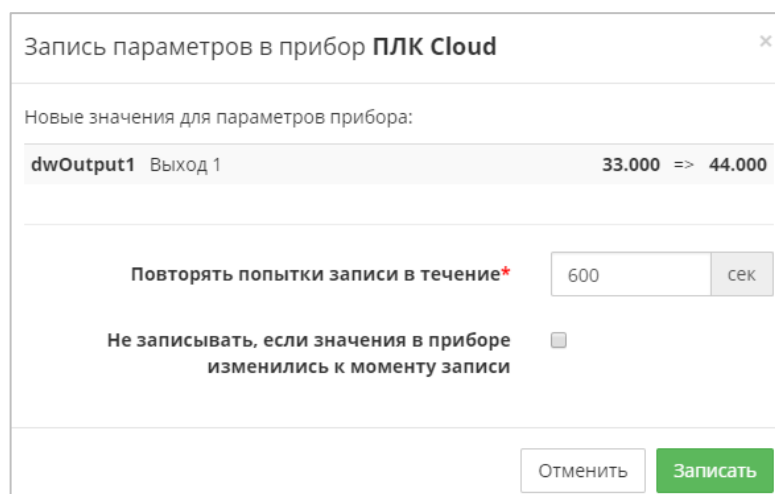 Запись параметров в прибор ПЛК Cloud ×
Новые значения для параметров прибора:
dwOutput1 Выход 1 33.000 => 44.000
Повторять попытки записи в течение* 600 сек
Не записывать, если значения в приборе
изменились к моменту записи
Отменить Записать